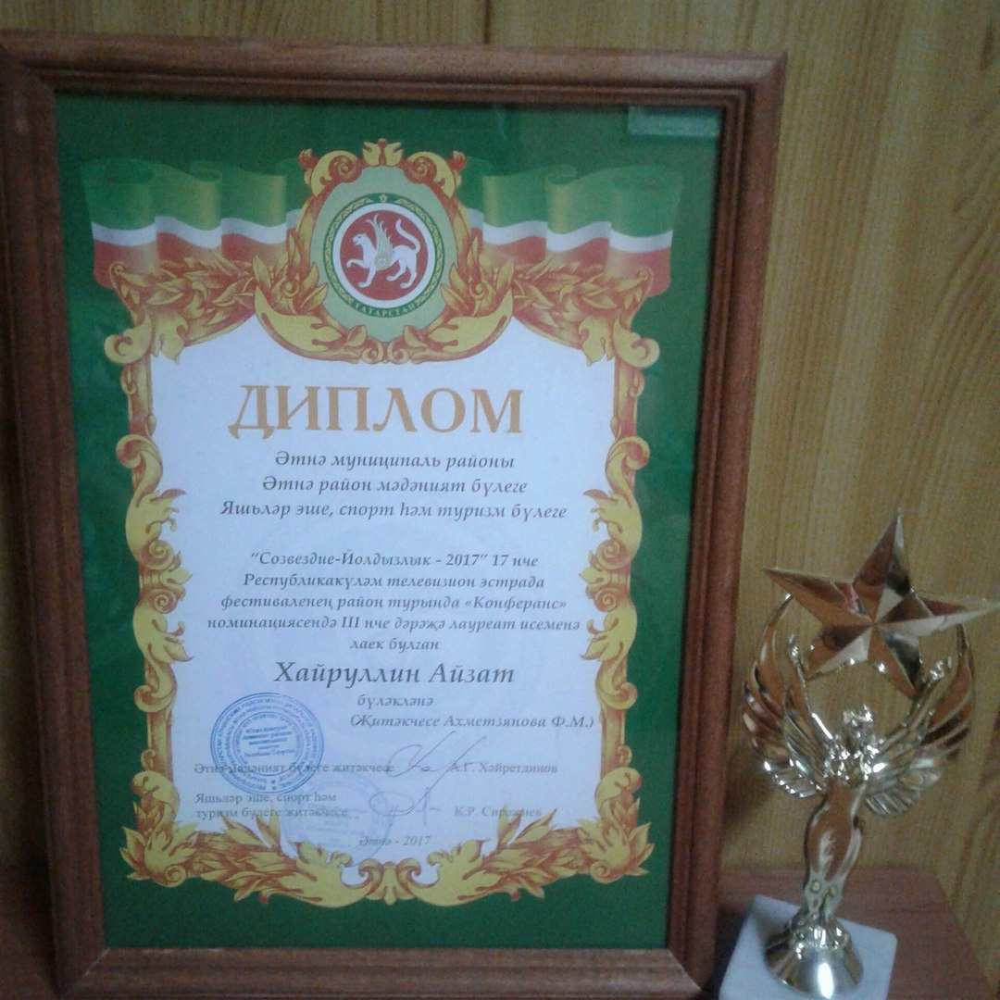 ТАТАРСТАН
ДИПЛОМ
Әтнә муниципаль районы
Әтнә район мәдәният бүлеге
Яшьләр эше, спорт һәм туризм бүлеге
"Созвездие-Йолдызлык - 2017" 17 нче
Республикакүләм телевизион эстрада
фестиваленең район турында «Конферанс»
номинациясендә III нче дәрәҗә лауреат исеменә
лаек булган
Хайруллин Айзат
бүләкләнә
(Җитәкчесе Ахметзянова Ф.М.)
Әтнә мәдәният бүлеге житәкчесе А.Г. Хәйретдинов
Яшьләр эше, спорт һәм
туризм бүлеге житәкчесе К.Р.
Әтнә - 2017